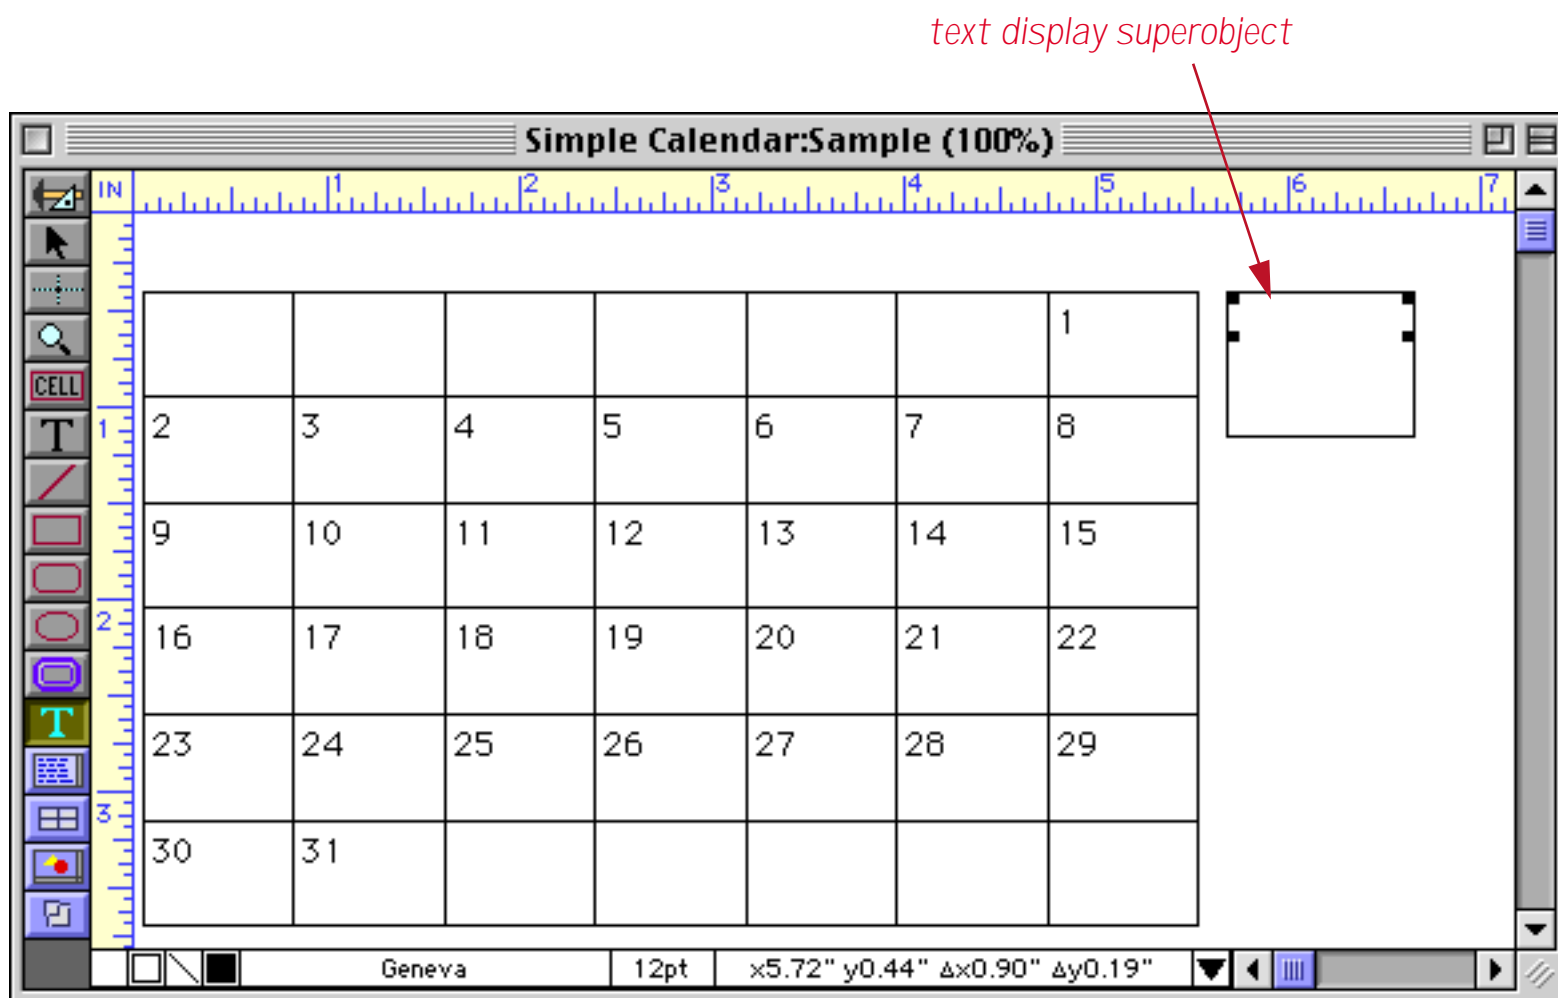 text display superobject
Simple Calendar:Sample (100%)
IN 1 2 3 4 5 6 7
CELL
T
T
1
2
3
1
2 3 4 5 6 7 8
9 10 11 12 13 14 15
16 17 18 19 20 21 22
23 24 25 26 27 28 29
30 31
Geneva 12pt x5.72" y0.44" Δx0.90" Δy0.19"